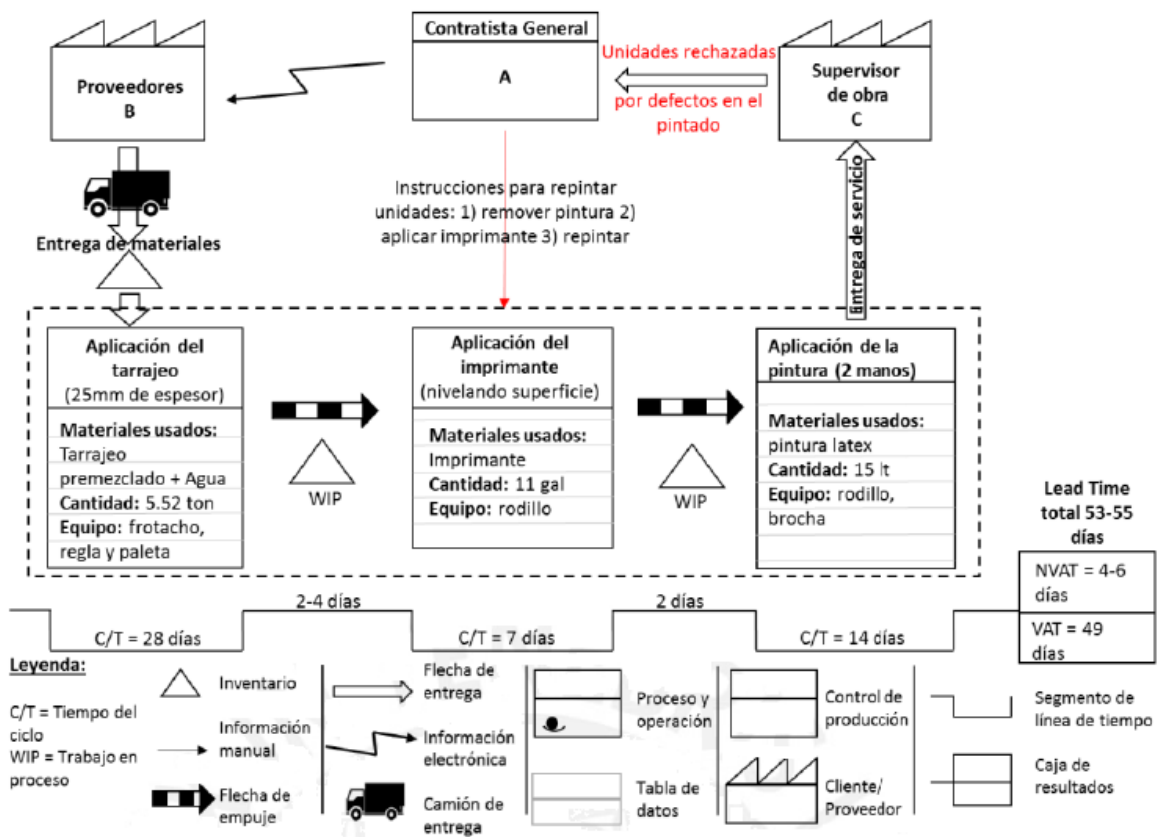 Contratista General
A
Proveedores
B
Unidades rechazadas
por defectos en el
pintado
Supervisor
de obra
C
Instrucciones para repintar
unidades: 1) remover pintura 2)
aplicar imprimante 3) repintar
Entrega de materiales
Entrega de servicio
Aplicación del
tarrajeo
(25mm de espesor)
Materiales usados:
Tarrajeo
premezclado + Agua
Cantidad: 5.52 ton
Equipo: frotacho,
regla y paleta
WIP
Aplicación del
imprimante
(nivelando superficie)
Materiales usados:
Imprimante
Cantidad: 11 gal
Equipo: rodillo
WIP
Aplicación de la
pintura (2 manos)
Materiales usados:
pintura latex
Cantidad: 15 lt
Equipo: rodillo,
brocha
Lead Time
total 53-55
días
NVAT = 4-6
días
VAT = 49
días
2-4 días
2 días
C/T = 28 días
C/T = 7 días
C/T = 14 días
Leyenda:
C/T = Tiempo del
ciclo
WIP = Trabajo en
proceso
Inventario
Información
manual
Flecha de
empuje
Flecha de
entrega
Información
electrónica
Camión de
entrega
Proceso y
operación
Tabla de
datos
Control de
producción
Cliente/
Proveedor
Segmento de
línea de tiempo
Caja de
resultados